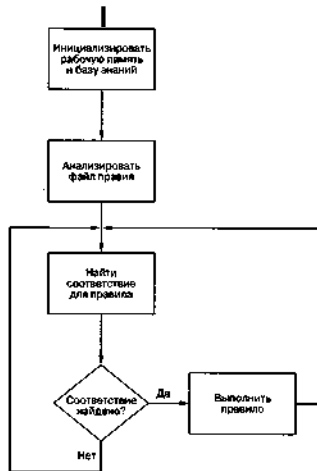 Инициализировать
рабочую память
и базу знаний
Анализировать
файл правил
Найти
соответствие
для правила
Соответствие
найдено?
Да
Выполнить
правило
Нет